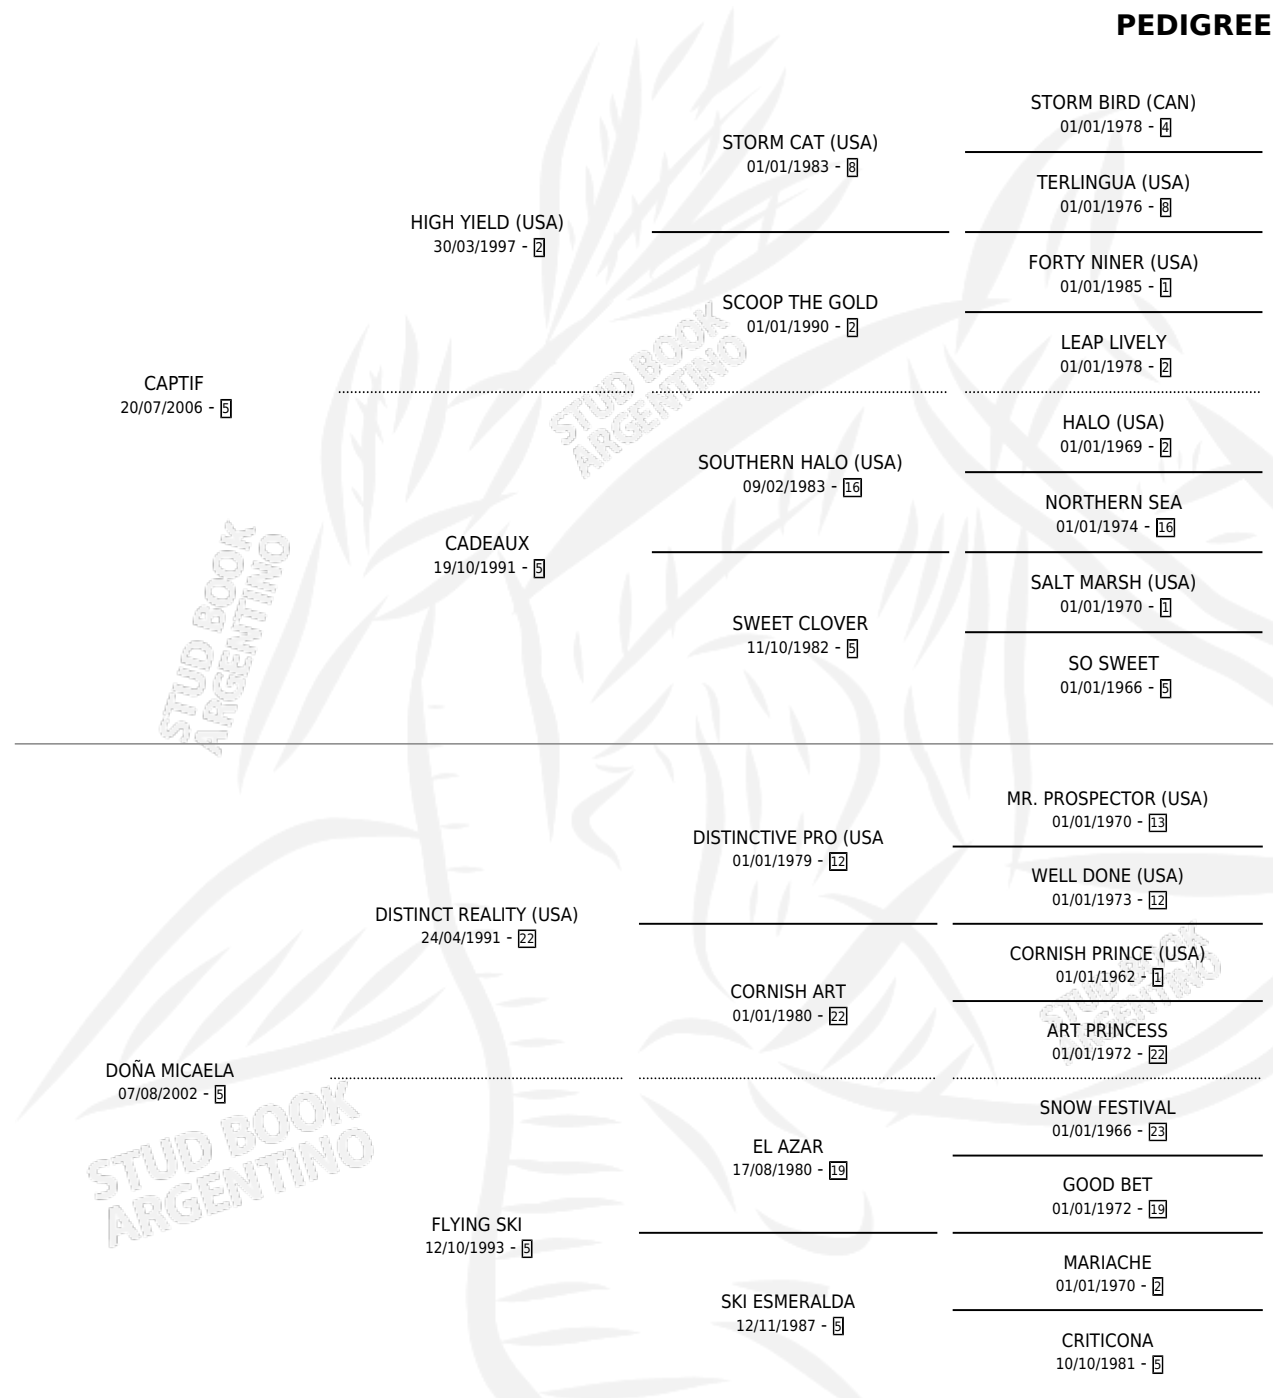 PEDIGREE
STORM BIRD (CAN)
01/01/1978 - 4
STORM CAT (USA)
01/01/1983 - 8
TERLINGUA (USA)
01/01/1976 - 8
HIGH YIELD (USA)
30/03/1997 - 2
FORTY NINER (USA)
01/01/1985 - 1
SCOOP THE GOLD
01/01/1990 - 2
LEAP LIVELY
01/01/1978 - 2
CAPTIF
20/07/2006 - 5
HALO (USA)
01/01/1969 - 2
SOUTHERN HALO (USA)
09/02/1983 - 16
NORTHERN SEA
01/01/1974 - 16
CADEAUX
19/10/1991 - 5
SALT MARSH (USA)
01/01/1970 - 1
SWEET CLOVER
11/10/1982 - 5
SO SWEET
01/01/1966 - 5
MR. PROSPECTOR (USA)
01/01/1970 - 13
DISTINCTIVE PRO (USA
01/01/1979 - 12
WELL DONE (USA)
01/01/1973 - 12
DISTINCT REALITY (USA)
24/04/1991 - 22
CORNISH PRINCE (USA)
01/01/1962 - 1
CORNISH ART
01/01/1980 - 22
ART PRINCESS
01/01/1972 - 22
DOÑA MICAELA
07/08/2002 - 5
SNOW FESTIVAL
01/01/1966 - 23
EL AZAR
17/08/1980 - 19
GOOD BET
01/01/1972 - 19
FLYING SKI
12/10/1993 - 5
MARIACHE
01/01/1970 - 2
SKI ESMERALDA
12/11/1987 - 5
CRITICONA
10/10/1981 - 5
STUD BOOK
ARGENTINO
STUD BOOK
ARGENTINO
STUD BOOK
ARGENTINO
STUD BOOK
ARGENTINO